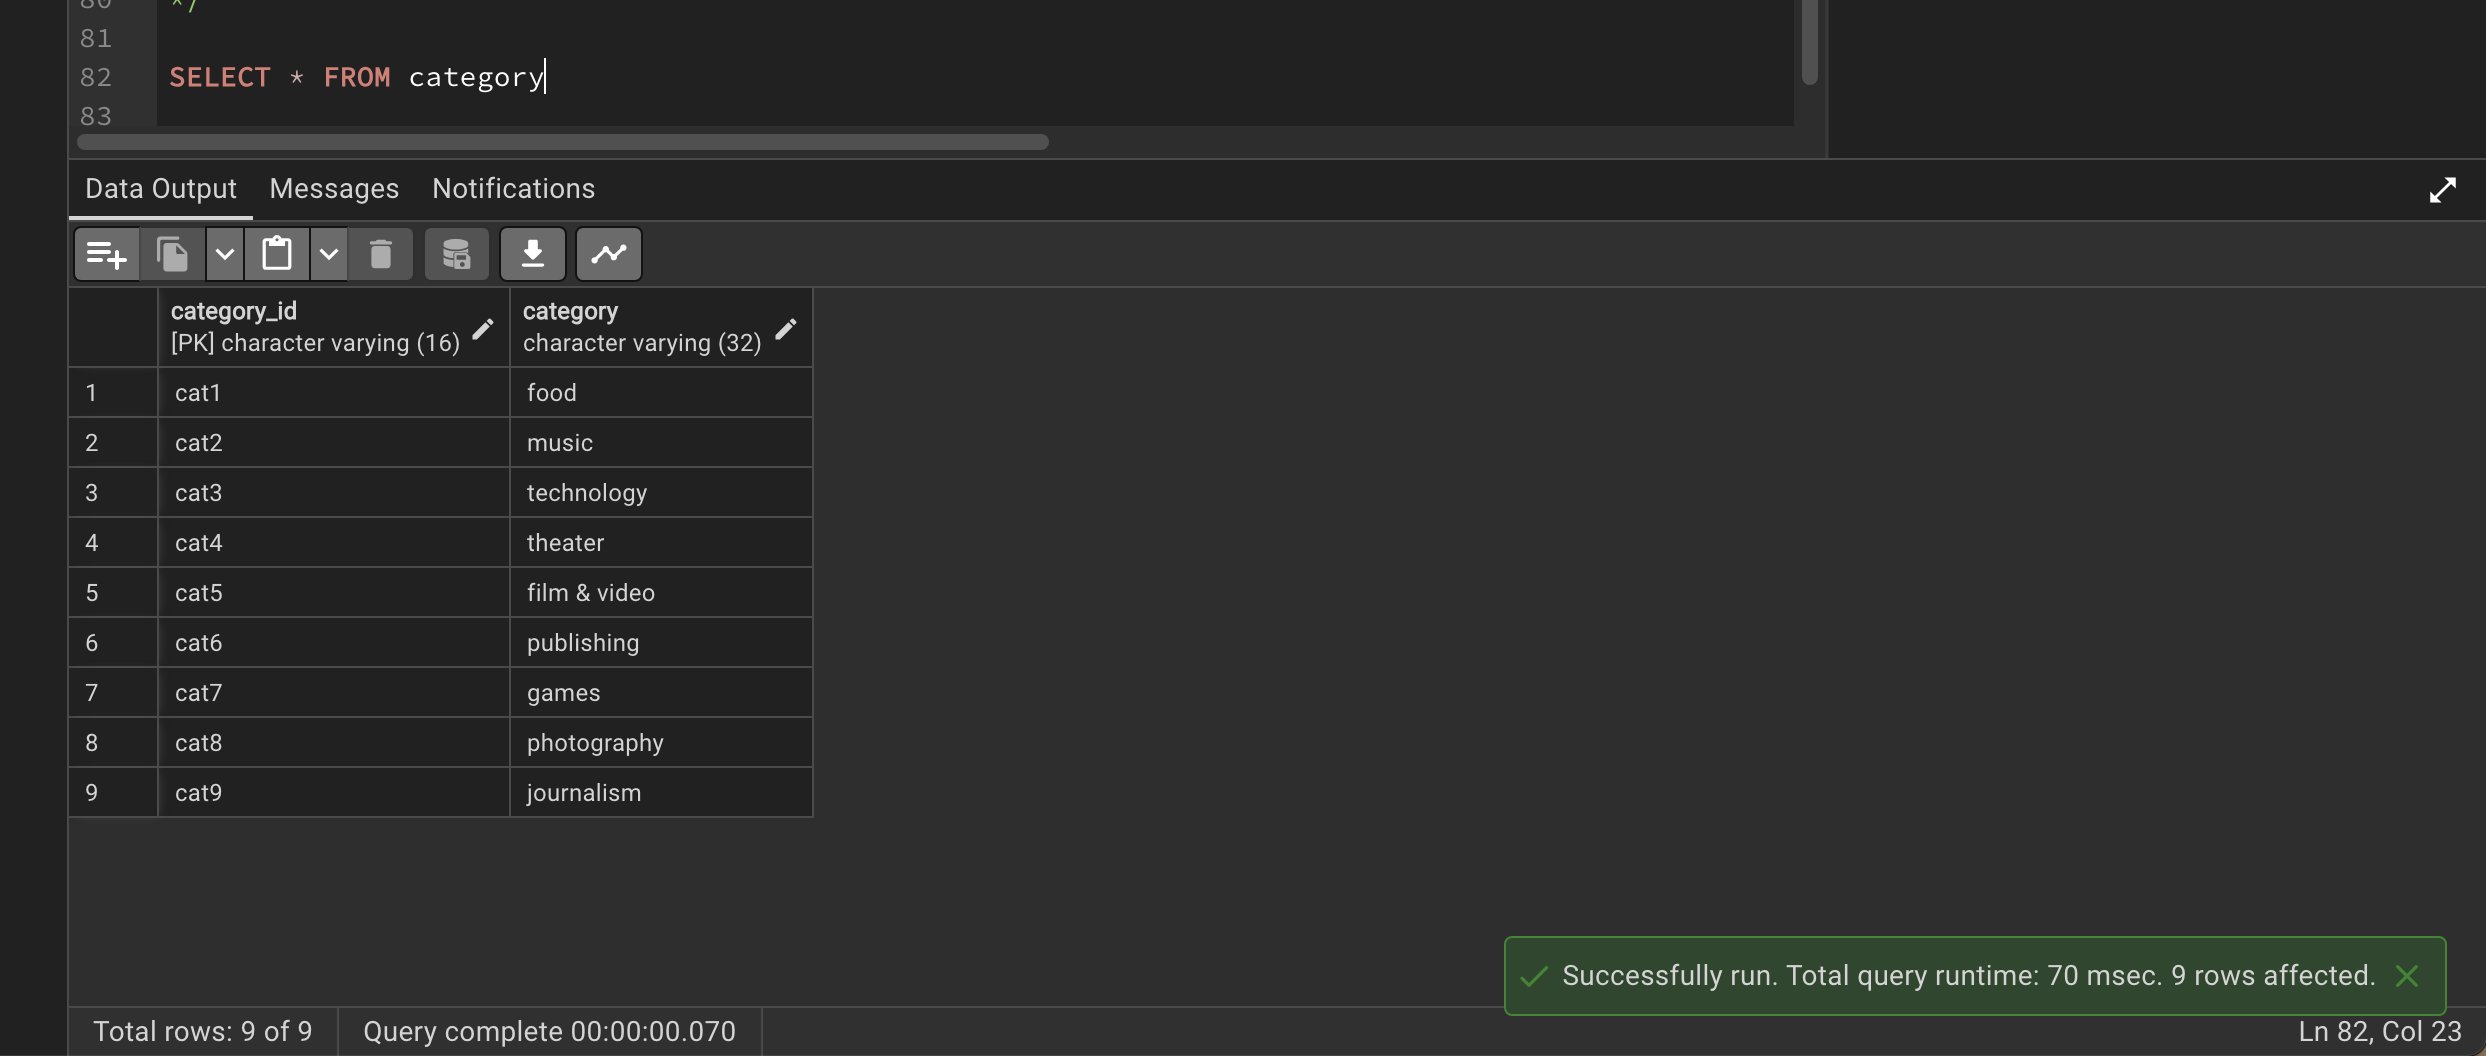 80
*/
81
82 SELECT * FROM category
83
Data Output Messages Notifications
category_id category
[PK] character varying (16) character varying (32)
1 cat1 food
2 cat2 music
3 cat3 technology
4 cat4 theater
5 cat5 film & video
6 cat6 publishing
7 cat7 games
8 cat8 photography
9 cat9 journalism
Successfully run. Total query runtime: 70 msec. 9 rows affected.
Total rows: 9 of 9 Query complete 00:00:00.070 Ln 82, Col 23